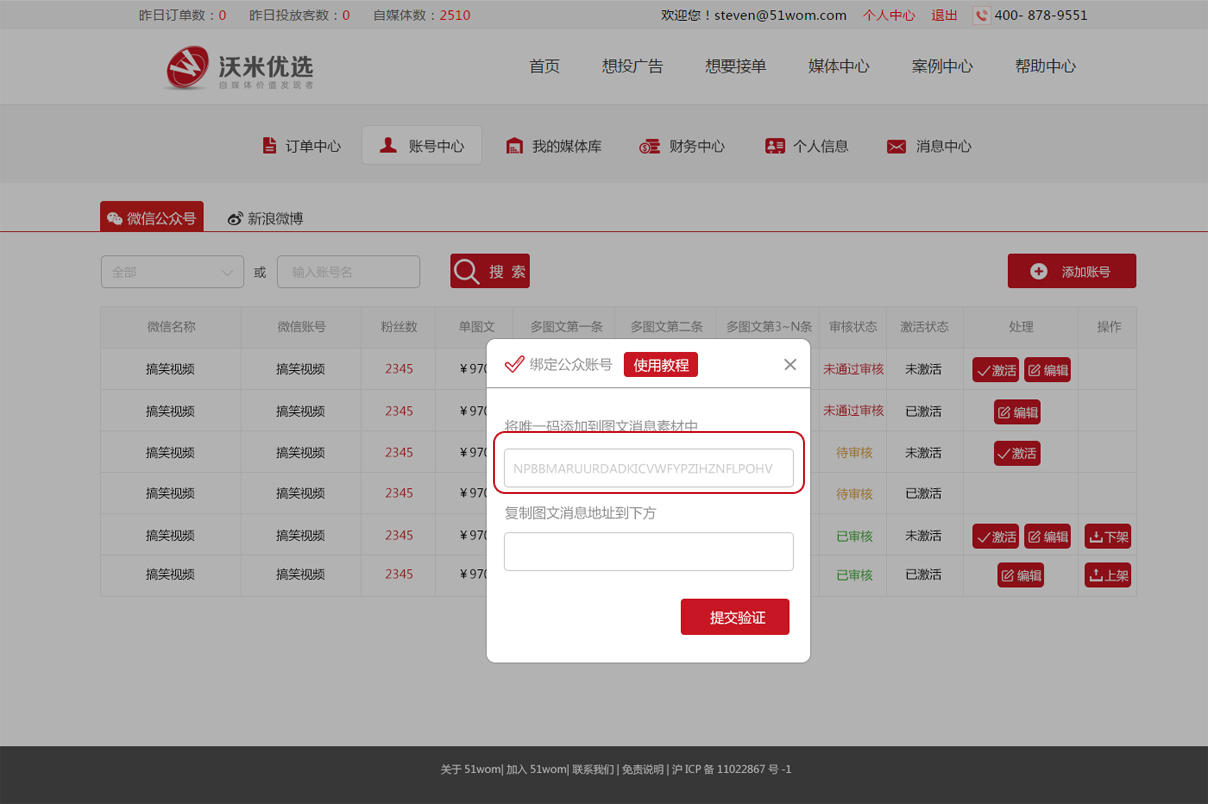 昨日订单数：0 昨日投放客数：0 自媒体数：2510 欢迎您！steven@51wom.com 个人中心 退出 400- 878-9551
沃米优选
自媒体价值发现者
首页 想投广告 想要接单 媒体中心 案例中心 帮助中心
订单中心 账号中心 我的媒体库 财务中心 个人信息 消息中心
微信公众号 新浪微博
全部 或 输入账号名 搜 索 添加账号
微信名称 微信账号 粉丝数 单图文 多图文第一条 多图文第二条 多图文第3~N条 审核状态 激活状态 处理 操作
搞笑视频 搞笑视频 2345 ￥970 未通过审核 未激活 激活 编辑
搞笑视频 搞笑视频 2345 ￥970 未通过审核 已激活 编辑
搞笑视频 搞笑视频 2345 ￥970 待审核 未激活 激活
搞笑视频 搞笑视频 2345 ￥970 待审核 已激活
搞笑视频 搞笑视频 2345 ￥970 已审核 未激活 激活 编辑 下架
搞笑视频 搞笑视频 2345 ￥970 已审核 已激活 编辑 上架
绑定公众账号 使用教程
将唯一码添加到图文消息素材中
NPBBMARUURDADKICVWFYPZIHZNFLPOHV
复制图文消息地址到下方
提交验证
关于 51wom| 加入 51wom| 联系我们 | 免责说明 | 沪 ICP 备 11022867 号 -1